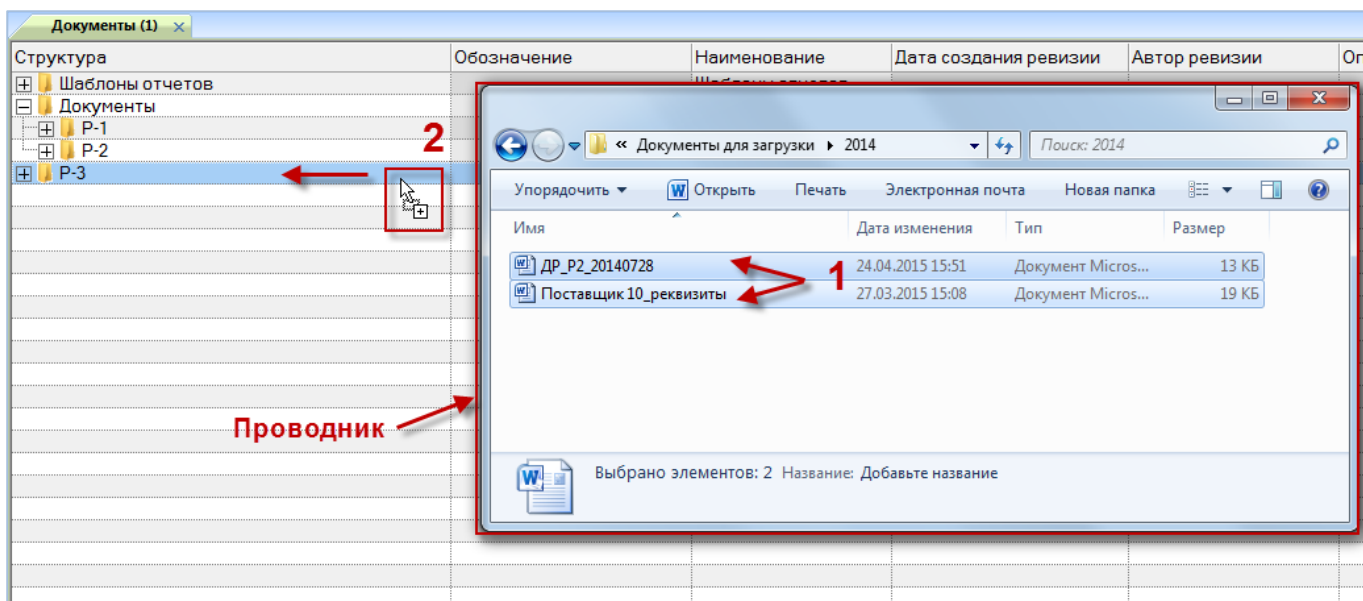 Документы (1)
Структура Обозначение Наименование Дата создания ревизии Автор ревизии
Шаблоны отчетов
Документы
P-1
P-2
P-3
2
« Документы для загрузки 2014 Поиск: 2014
Упорядочить Открыть Печать Электронная почта Новая папка
Имя Дата изменения Тип Размер
ДР_Р2_20140728 24.04.2015 15:51 Документ Micros... 13 КБ
Поставщик 10_реквизиты 27.03.2015 15:08 Документ Micros... 19 КБ
1
Проводник
Выбрано элементов: 2 Название: Добавьте название